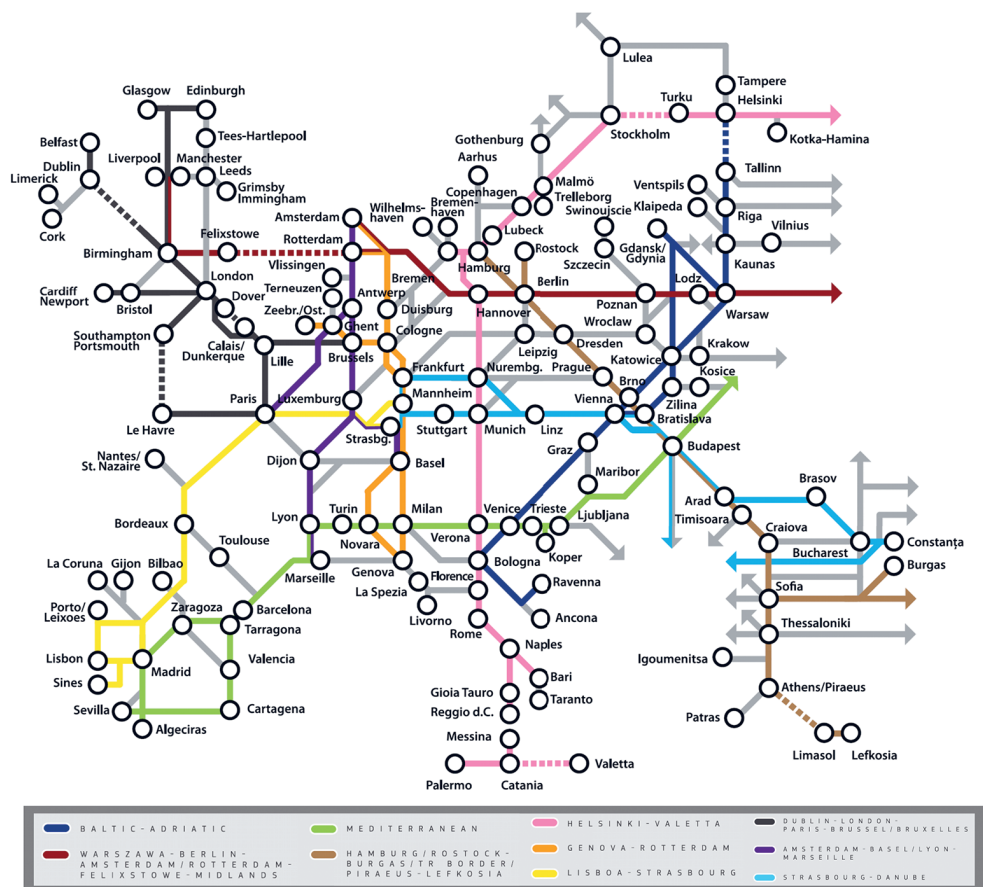 Lulea
Tampere
Glasgow
Edinburgh
Turku
Helsinki
Stockholm
Kotka-Hamina
Tees-Hartlepool
Gothenburg
Belfast
Liverpool
Manchester
Aarhus
Dublin
Leeds
Tallinn
Limerick
Grimsby
Immingham
Copenhagen
Malmö
Trelleborg
Ventspils
Wilhelms-
haven
Bremen-
haven
Klaipeda
Riga
Amsterdam
Swinoujscie
Vilnius
Cork
Felixstowe
Rotterdam
Lubeck
Rostock
Gdansk/
Gdynia
Birmingham
Hamburg
Szczecin
Kaunas
Vlissingen
Bremen
London
Terneuzen
Berlin
Lodz
Cardiff
Newport
Dover
Antwerp
Poznan
Bristol
Zeebr./Ost.
Duisburg
Hannover
Warsaw
Ghent
Cologne
Wroclaw
Southampton
Portsmouth
Calais/
Dunkerque
Lille
Brussels
Leipzig
Dresden
Katowice
Krakow
Frankfurt
Nurembg.
Prague
Kosice
Brno
Paris
Luxemburg
Mannheim
Vienna
Zilina
Le Havre
Strasbg.
Stuttgart
Munich
Linz
Bratislava
Graz
Budapest
Nantes/
St. Nazaire
Dijon
Basel
Maribor
Brasov
Arad
Timisoara
Bordeaux
Lyon
Turin
Milan
Venice
Trieste
Ljubljana
Craiova
Toulouse
Novara
Verona
Koper
Bucharest
Constanţa
Marseille
Genova
Bologna
Burgas
La Coruna
Gijon
Bilbao
La Spezia
Florence
Ravenna
Sofia
Porto/
Leixoes
Zaragoza
Barcelona
Livorno
Ancona
Tarragona
Rome
Thessaloniki
Lisbon
Madrid
Valencia
Naples
Igoumenitsa
Sines
Bari
Gioia Tauro
Taranto
Athens/Piraeus
Sevilla
Cartagena
Reggio d.C.
Patras
Algeciras
Messina
Limasol
Lefkosia
Palermo
Catania
Valetta
BALTIC-ADRIATIC
WARSZAWA-BERLIN-
AMSTERDAM/ROTTERDAM-
FELIXSTOWE-MIDLANDS
MEDITERRANEAN
HAMBURG/ROSTOCK-
BURGAS/TR BORDER/
PIRAEUS-LEFKOSIA
HELSINKI-VALETTA
GENOVA-ROTTERDAM
LISBOA-STRASBOURG
DUBLIN-LONDON-
PARIS-BRUSSEL/BRUXELLES
AMSTERDAM-BASEL/LYON-
MARSEILLE
STRASBOURG-DANUBE